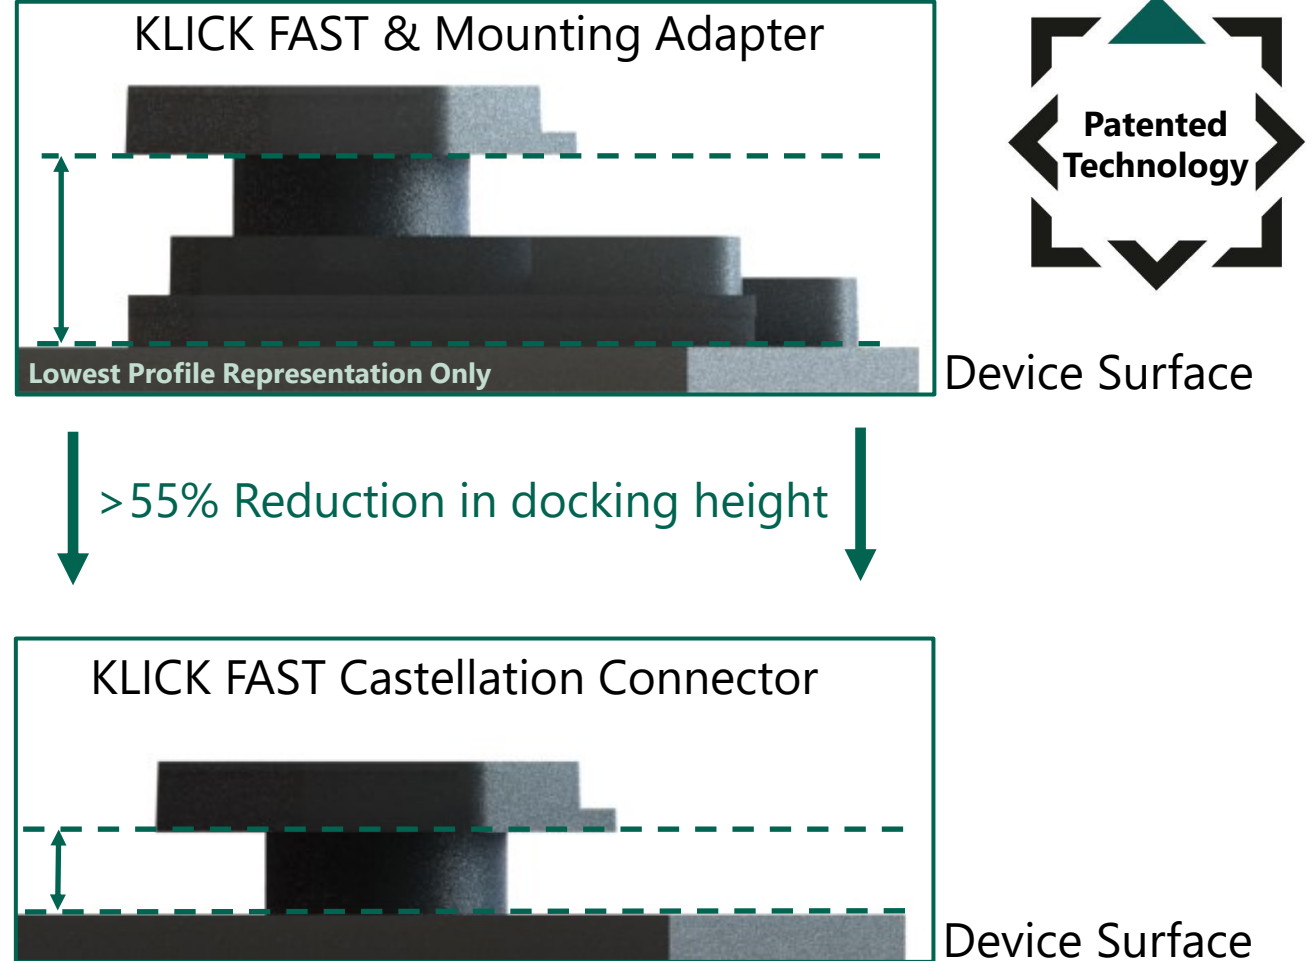 KLICK FAST & Mounting Adapter
Patented
Technology
Lowest Profile Representation Only
Device Surface
>55% Reduction in docking height
KLICK FAST Castellation Connector
Device Surface